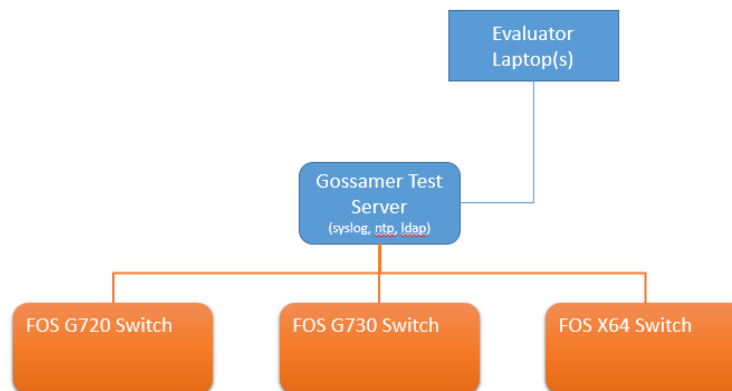 Evaluator
Laptop(s)
Gossamer Test
Server
(syslog, ntp, ldap)
FOS G720 Switch
FOS G730 Switch
FOS X64 Switch